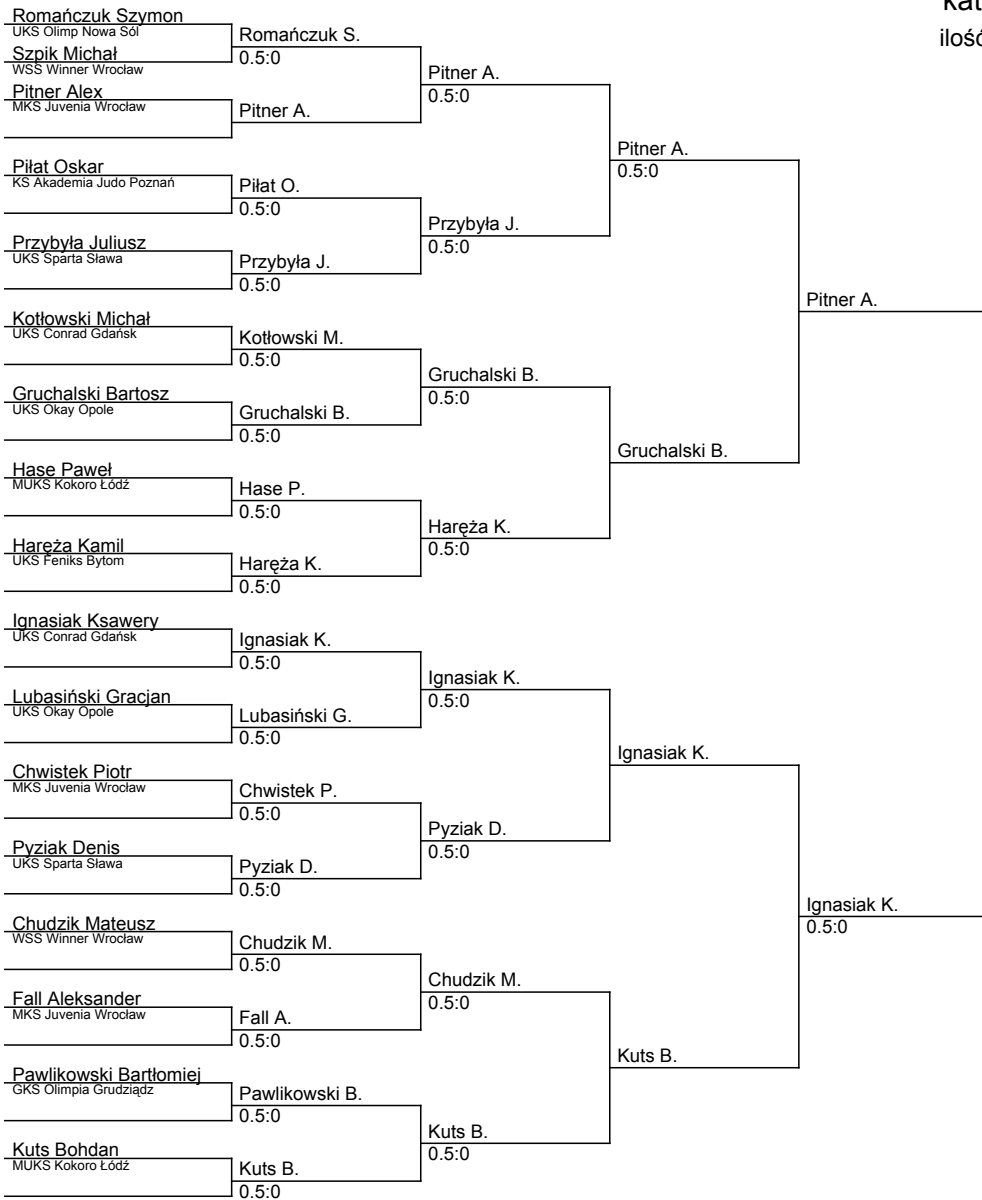 kat
ilość
Romańczuk Szymon
UKS Olimp Nowa Sól
Szpik Michał
WSS Winner Wrocław
Pitner Alex
MKS Juvenia Wrocław
Piłat Oskar
KS Akademia Judo Poznań
Przybyła Juliusz
UKS Sparta Sława
Kotłowski Michał
UKS Conrad Gdańsk
Gruchalski Bartosz
UKS Okay Opole
Hase Paweł
MUKS Kokoro Łódź
Haręża Kamil
UKS Feniks Bytom
Ignasiak Ksawery
UKS Conrad Gdańsk
Lubasiński Gracjan
UKS Okay Opole
Chwistek Piotr
MKS Juvenia Wrocław
Pyziak Denis
UKS Sparta Sława
Chudzik Mateusz
WSS Winner Wrocław
Fall Aleksander
MKS Juvenia Wrocław
Pawlikowski Bartłomiej
GKS Olimpia Grudziądz
Kuts Bohdan
MUKS Kokoro Łódź
Romańczuk S.
0.5:0
Pitner A.
Piłat O.
0.5:0
Przybyła J.
0.5:0
Kotłowski M.
0.5:0
Gruchalski B.
0.5:0
Hase P.
0.5:0
Haręża K.
0.5:0
Ignasiak K.
0.5:0
Lubasiński G.
0.5:0
Chwistek P.
0.5:0
Pyziak D.
0.5:0
Chudzik M.
0.5:0
Fall A.
0.5:0
Pawlikowski B.
0.5:0
Kuts B.
0.5:0
Pitner A.
0.5:0
Przybyła J.
0.5:0
Gruchalski B.
0.5:0
Haręża K.
0.5:0
Ignasiak K.
0.5:0
Pyziak D.
0.5:0
Chudzik M.
0.5:0
Kuts B.
0.5:0
Pitner A.
0.5:0
Gruchalski B.
Ignasiak K.
Kuts B.
Pitner A.
Ignasiak K.
0.5:0